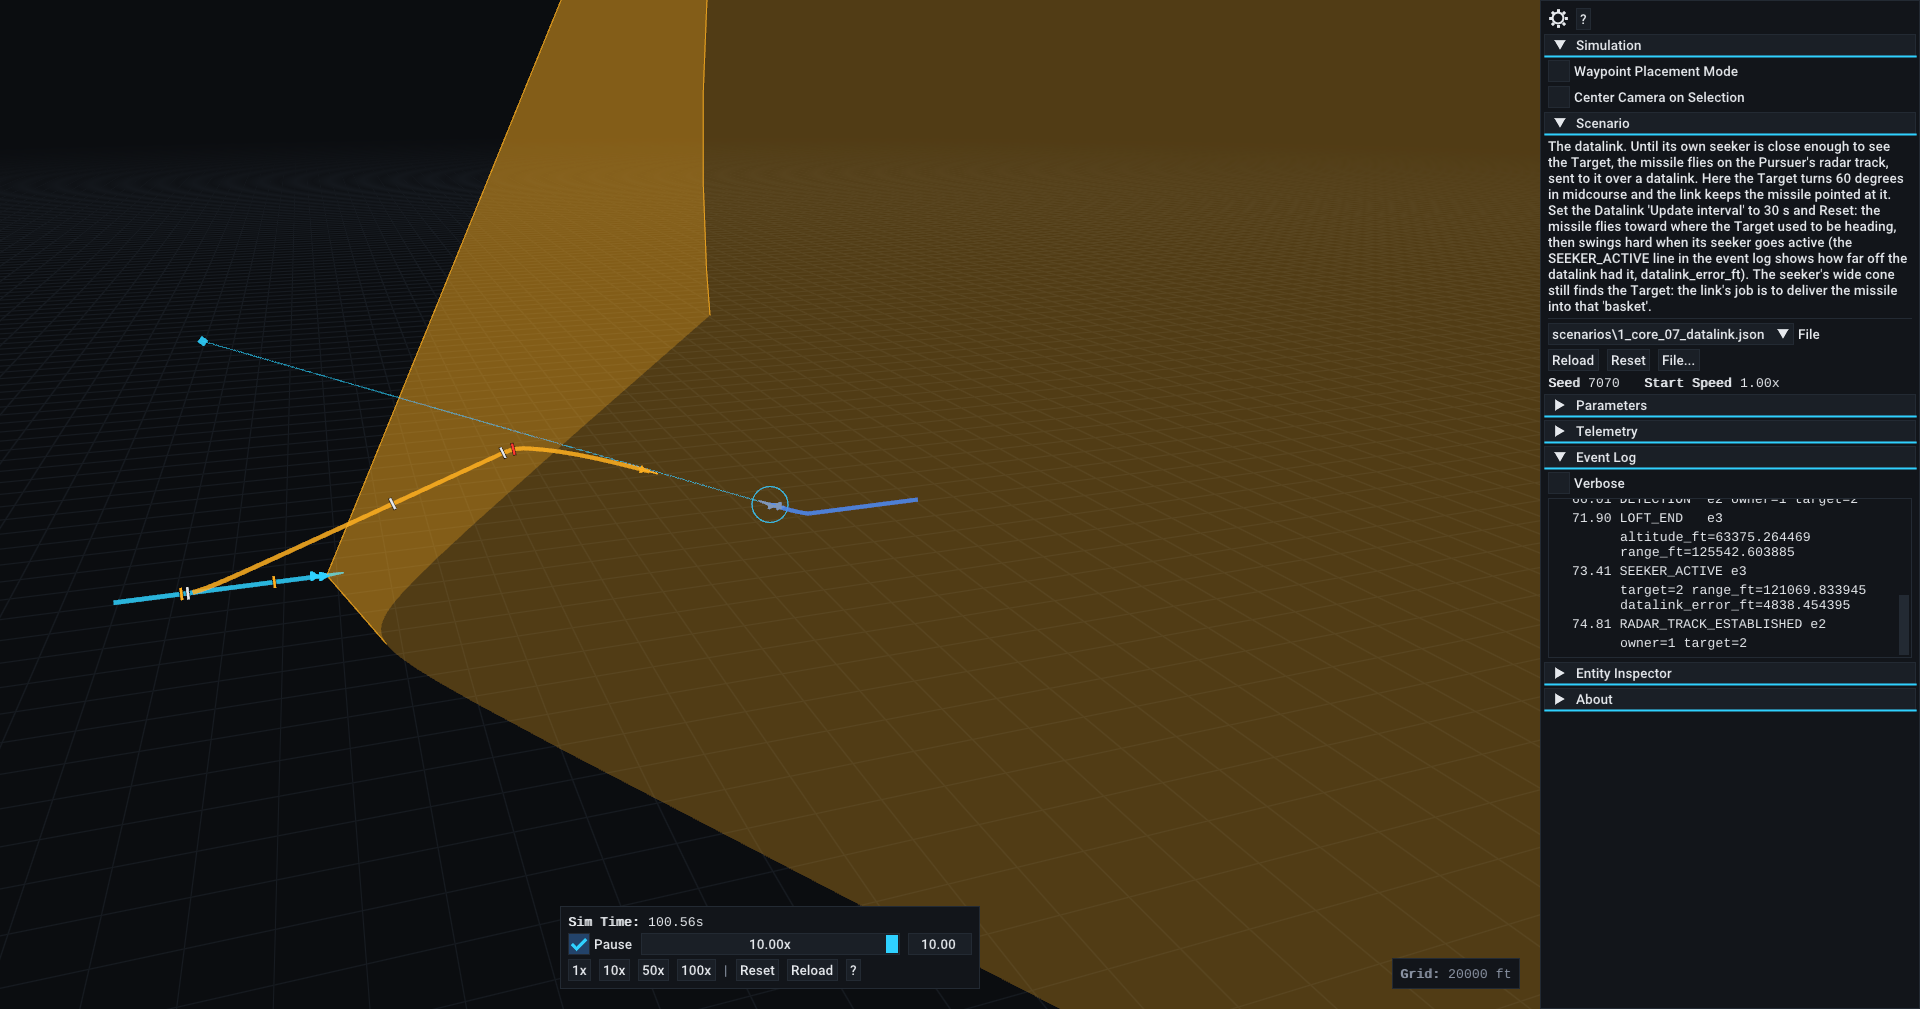 ?
Simulation
Waypoint Placement Mode
Center Camera on Selection
Scenario
The datalink. Until its own seeker is close enough to see
the Target, the missile flies on the Pursuer's radar track,
sent to it over a datalink. Here the Target turns 60 degrees
in midcourse and the link keeps the missile pointed at it.
Set the Datalink 'Update interval' to 30 s and Reset: the
missile flies toward where the Target used to be heading,
then swings hard when its seeker goes active (the
SEEKER_ACTIVE line in the event log shows how far off the
datalink had it, datalink_error_ft). The seeker's wide cone
still finds the Target: the link's job is to deliver the missile
into that 'basket'.
scenarios\1_core_07_datalink.json File
Reload Reset File...
Seed 7070 Start Speed 1.00x
Parameters
Telemetry
Event Log
Verbose
66.61 DETECTION e2 owner=1 target=2
71.90 LOFT_END e3
altitude_ft=63375.264469
range_ft=125542.603885
73.41 SEEKER_ACTIVE e3
target=2 range_ft=121069.833945
datalink_error_ft=4838.454395
74.81 RADAR_TRACK_ESTABLISHED e2
owner=1 target=2
Entity Inspector
About
Sim Time: 100.56s
Pause 10.00x 10.00
1x 10x 50x 100x | Reset Reload ?
Grid: 20000 ft